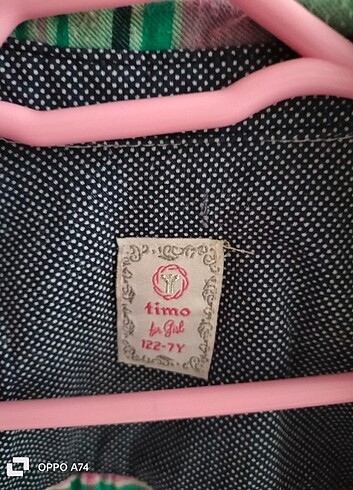 timo
for Girl
122-7Y
OPPO A74